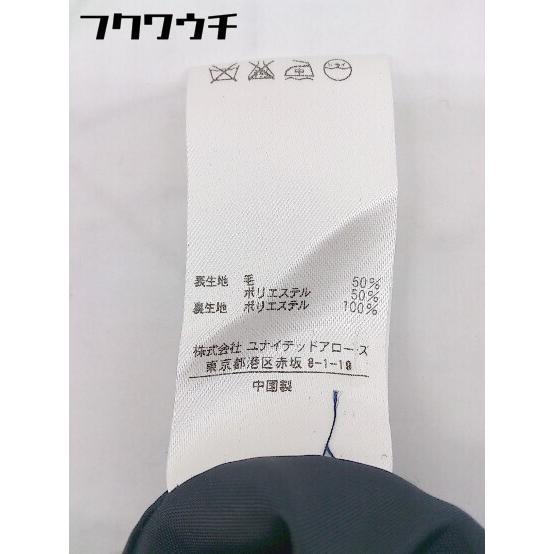 フクワウチ
表生地 毛 50%
ポリエステル 50%
裏生地 ポリエステル 100%
株式会社 ユナイテッドアローズ
東京都港区赤坂 8-1-19
中国製